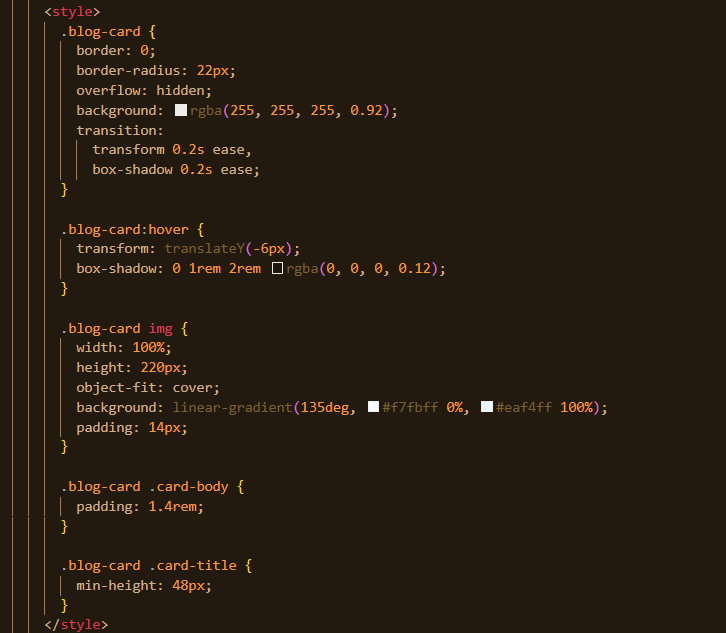 <style>
.blog-card {
border: 0;
border-radius: 22px;
overflow: hidden;
background: rgba(255, 255, 255, 0.92);
transition:
transform 0.2s ease,
box-shadow 0.2s ease;
}
.blog-card:hover {
transform: translateY(-6px);
box-shadow: 0 1rem 2rem rgba(0, 0, 0, 0.12);
}
.blog-card img {
width: 100%;
height: 220px;
object-fit: cover;
background: linear-gradient(135deg, #f7fbff 0%, #eaf4ff 100%);
padding: 14px;
}
.blog-card .card-body {
padding: 1.4rem;
}
.blog-card .card-title {
min-height: 48px;
}
</style>